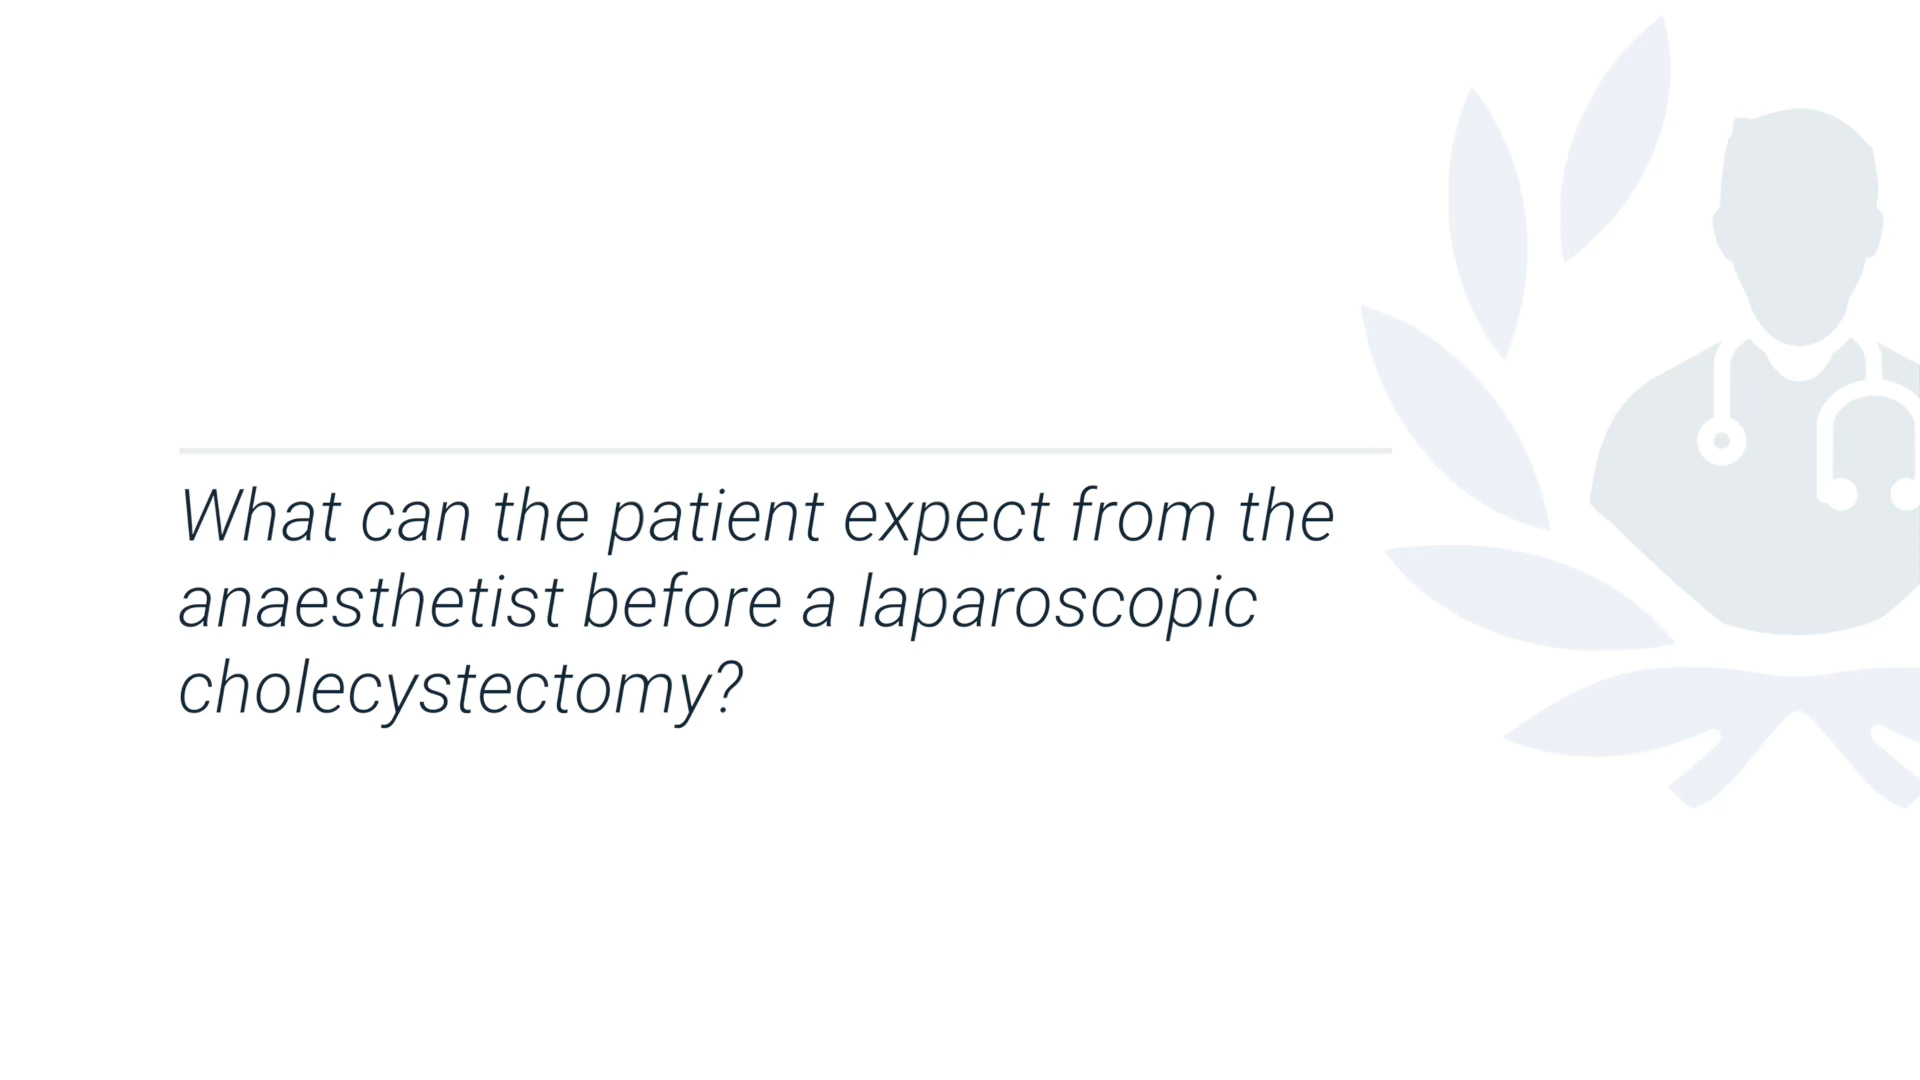 What can the patient expect from the
anaesthetist before a laparoscopic
cholecystectomy?